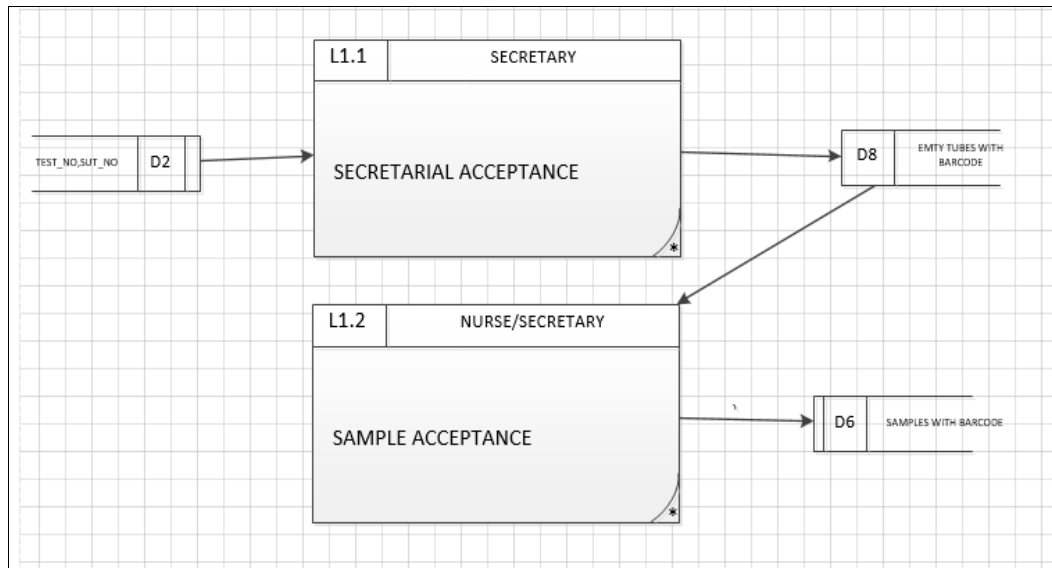 L1.1
SECRETARY
TEST_NO,SUT_NO
D2
SECRETARIAL ACCEPTANCE
*
D8
EMTY TUBES WITH
BARCODE
L1.2
NURSE/SECRETARY
SAMPLE ACCEPTANCE
*
D6
SAMPLES WITH BARCODE